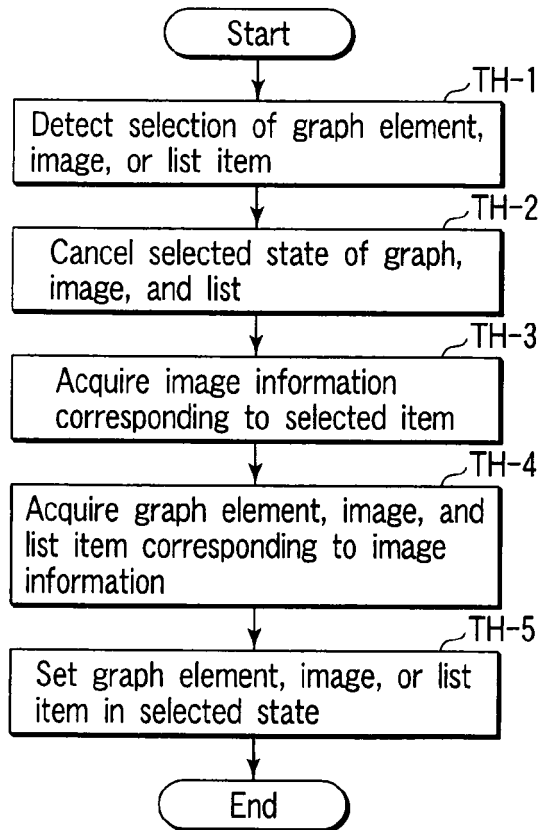 Start
TH-1
Detect selection of graph element,
image, or list item
TH-2
Cancel selected state of graph,
image, and list
TH-3
Acquire image information
corresponding to selected item
TH-4
Acquire graph element, image, and
list item corresponding to image
information
TH-5
Set graph element, image, or list
item in selected state
End